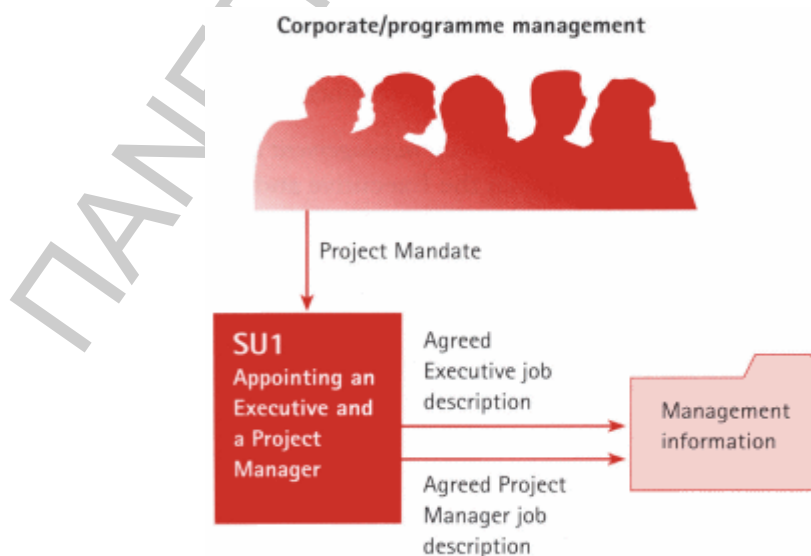 ΠΑΝΕ
Corporate/programme management
Project Mandate
SU1
Appointing an
Executive and
a Project
Manager
Agreed
Executive job
description
Management
information
Agreed Project
Manager job
description